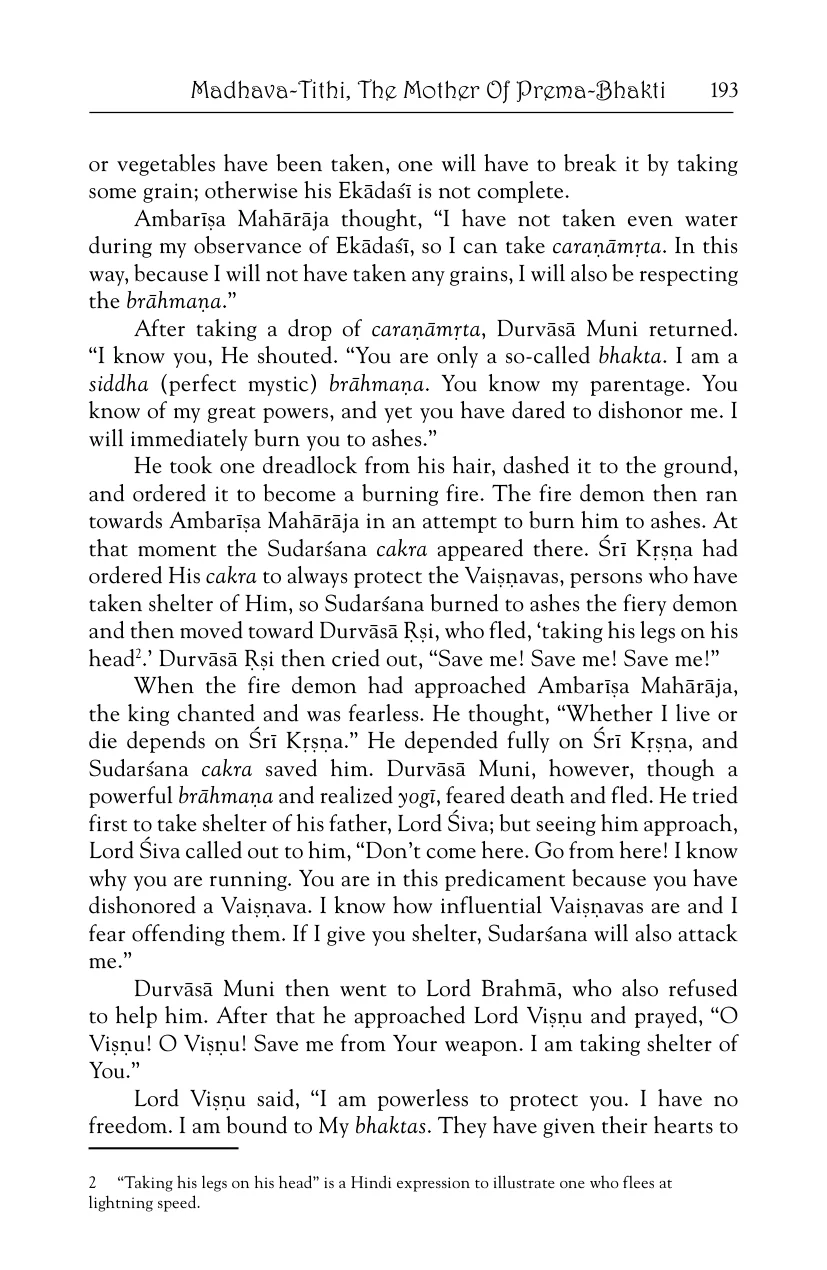 Madhava-Tithi, The Mother Of Prema-Bhakti 193
or vegetables have been taken, one will have to break it by taking
some grain; otherwise his Ekādaśī is not complete.
Ambarīṣa Mahārāja thought, “I have not taken even water
during my observance of Ekādaśī, so I can take caraṇāmṛta. In this
way, because I will not have taken any grains, I will also be respecting
the brāhmaṇa.”
After taking a drop of caraṇāmṛta, Durvāsā Muni returned.
“I know you, He shouted. “You are only a so-called bhakta. I am a
siddha (perfect mystic) brāhmaṇa. You know my parentage. You
know of my great powers, and yet you have dared to dishonor me. I
will immediately burn you to ashes.”
He took one dreadlock from his hair, dashed it to the ground,
and ordered it to become a burning fire. The fire demon then ran
towards Ambarīṣa Mahārāja in an attempt to burn him to ashes. At
that moment the Sudarśana cakra appeared there. Śrī Kṛṣṇa had
ordered His cakra to always protect the Vaiṣṇavas, persons who have
taken shelter of Him, so Sudarśana burned to ashes the fiery demon
and then moved toward Durvāsā Ṛṣi, who fled, ‘taking his legs on his
head2.’ Durvāsā Ṛṣi then cried out, “Save me! Save me! Save me!”
When the fire demon had approached Ambarīṣa Mahārāja,
the king chanted and was fearless. He thought, “Whether I live or
die depends on Śrī Kṛṣṇa.” He depended fully on Śrī Kṛṣṇa, and
Sudarśana cakra saved him. Durvāsā Muni, however, though a
powerful brāhmaṇa and realized yogī, feared death and fled. He tried
first to take shelter of his father, Lord Śiva; but seeing him approach,
Lord Śiva called out to him, “Don’t come here. Go from here! I know
why you are running. You are in this predicament because you have
dishonored a Vaiṣṇava. I know how influential Vaiṣṇavas are and I
fear offending them. If I give you shelter, Sudarśana will also attack
me.”
Durvāsā Muni then went to Lord Brahmā, who also refused
to help him. After that he approached Lord Viṣṇu and prayed, “O
Viṣṇu! O Viṣṇu! Save me from Your weapon. I am taking shelter of
You.”
Lord Viṣṇu said, “I am powerless to protect you. I have no
freedom. I am bound to My bhaktas. They have given their hearts to
2 “Taking his legs on his head” is a Hindi expression to illustrate one who flees at
lightning speed.